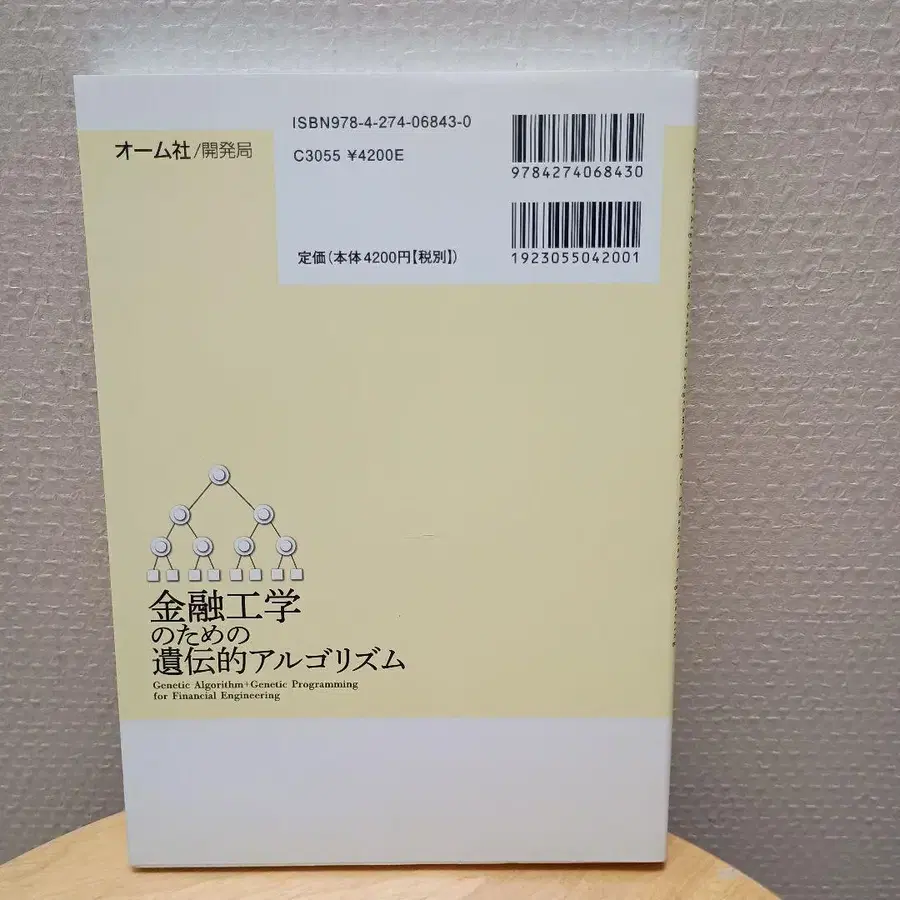 ISBN978-4-274-06843-0
C3055 ¥4200E
定価(本体4200円【税別】)
9784274068430
1923055042001
オーム社/開発局
金融工学
のための
遺伝的アルゴリズム
Genetic Algorithm+Genetic Programming
for Financial Engineering